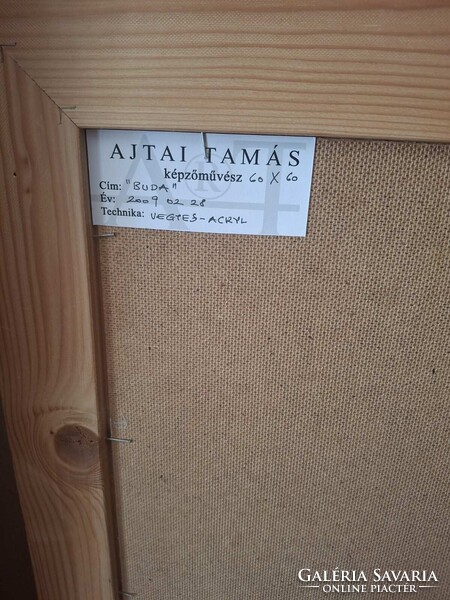 AJTAI TAMÁS
képzőművész 60 X 60
Cím: "BUDA"
Év: 2009 02 28
Technika: VEGYES-ACRYL
GALÉRIA SAVARIA
ONLINE PIACTÉR